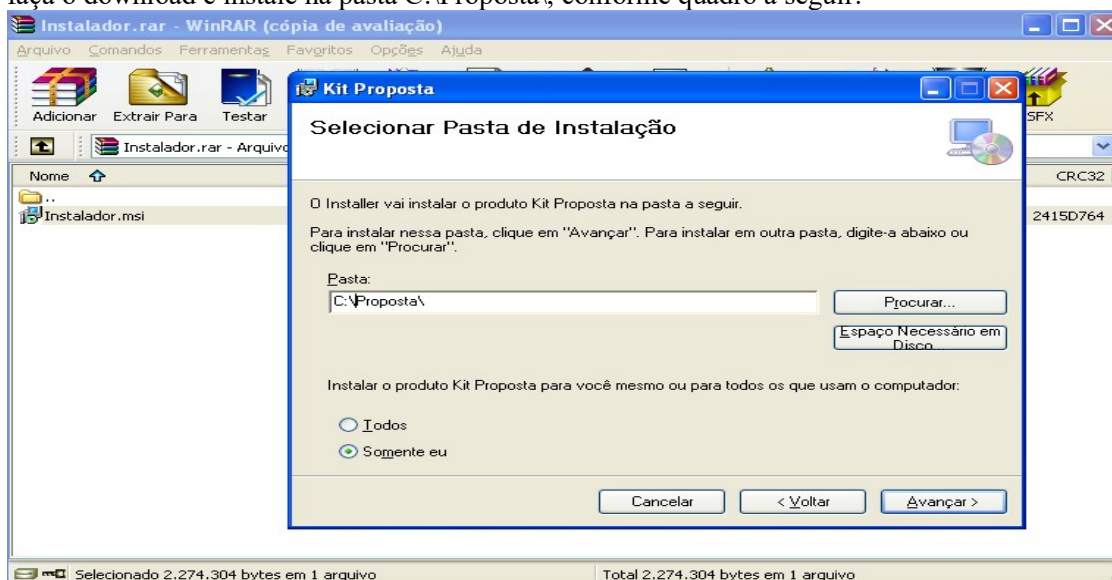 faça o download e instale na pasta C:\Proposta\, conforme quadro a seguir:
Instalador.rar - WinRAR (cópia de avaliação)
Arquivo Comandos Ferramentas Favoritos Opções Ajuda
Adicionar Extrair Para Testar SFX
Instalador.rar - Arquivo
Nome CRC32
..
Instalador.msi 2415D764
Kit Proposta
Selecionar Pasta de Instalação
O Installer vai instalar o produto Kit Proposta na pasta a seguir.
Para instalar nessa pasta, clique em "Avançar". Para instalar em outra pasta, digite-a abaixo ou
clique em "Procurar".
Pasta:
C:\Proposta\
Procurar...
Espaço Necessário em
Disco...
Instalar o produto Kit Proposta para você mesmo ou para todos os que usam o computador:
Todos
Somente eu
Cancelar < Voltar Avançar >
Selecionado 2.274.304 bytes em 1 arquivo Total 2.274.304 bytes em 1 arquivo